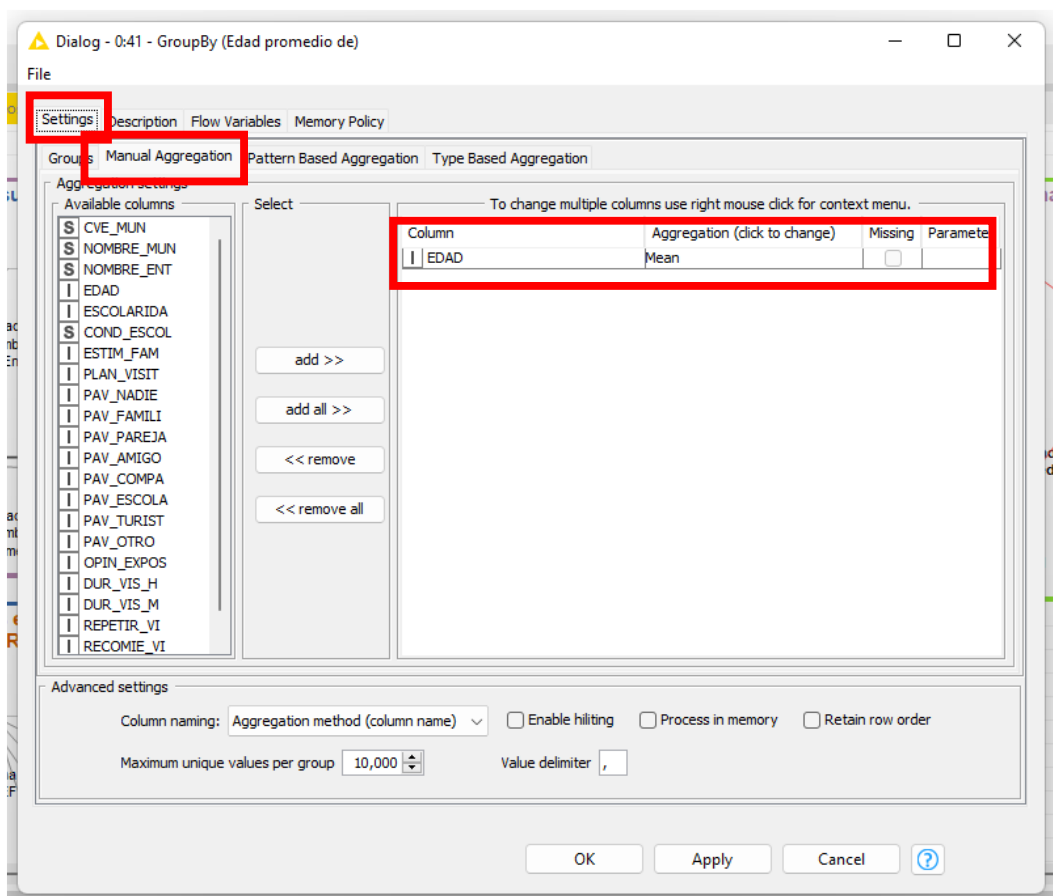 Dialog - 0:41 - GroupBy (Edad promedio de)
File
Settings Description Flow Variables Memory Policy
Groups Manual Aggregation Pattern Based Aggregation Type Based Aggregation
Aggregation settings
Available columns
Select
To change multiple columns use right mouse click for context menu.
Column Aggregation (click to change) Missing Paramete
I EDAD Mean
S CVE_MUN
S NOMBRE_MUN
S NOMBRE_ENT
I EDAD
I ESCOLARIDA
S COND_ESCOL
I ESTIM_FAM
I PLAN_VISIT
I PAV_NADIE
I PAV_FAMILI
I PAV_PAREJA
I PAV_AMIGO
I PAV_COMPA
I PAV_ESCOLA
I PAV_TURIST
I PAV_OTRO
I OPIN_EXPOS
I DUR_VIS_H
I DUR_VIS_M
I REPETIR_VI
I RECOMIE_VI
add >>
add all >>
<< remove
<< remove all
Advanced settings
Column naming: Aggregation method (column name) Enable hiliting Process in memory Retain row order
Maximum unique values per group 10,000 Value delimiter ,
OK Apply Cancel ?